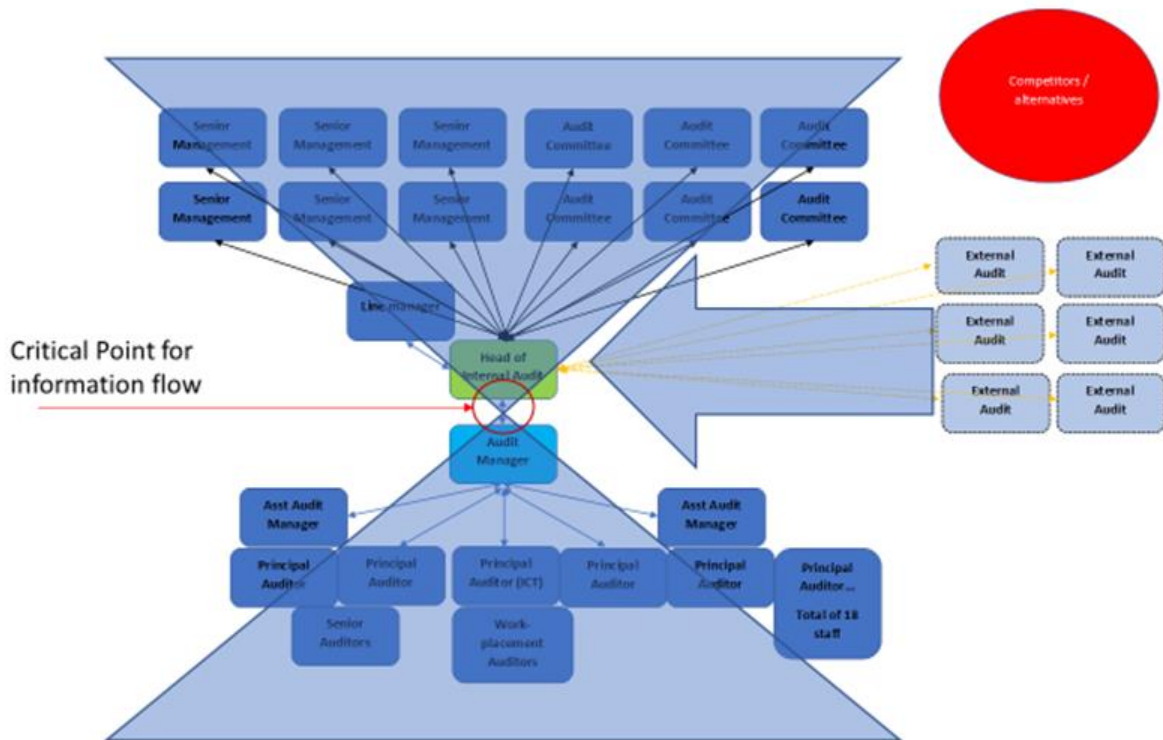 Competitors /
alternatives
Senior
Management
Senior
Management
Senior
Management
Audit
Committee
Audit
Committee
Audit
Committee
Senior
Management
Senior
Management
Senior
Management
Audit
Committee
Audit
Committee
Audit
Committee
External
Audit
External
Audit
Line manager
External
Audit
External
Audit
Critical Point for
information flow
Head of
Internal Audit
External
Audit
External
Audit
Audit
Manager
Asst Audit
Manager
Asst Audit
Manager
Principal
Auditor
Principal
Auditor
Principal
Auditor (ICT)
Principal
Auditor
Principal
Auditor
Principal
Auditor...
Total of 18
staff
Senior
Auditors
Work-
placement
Auditors